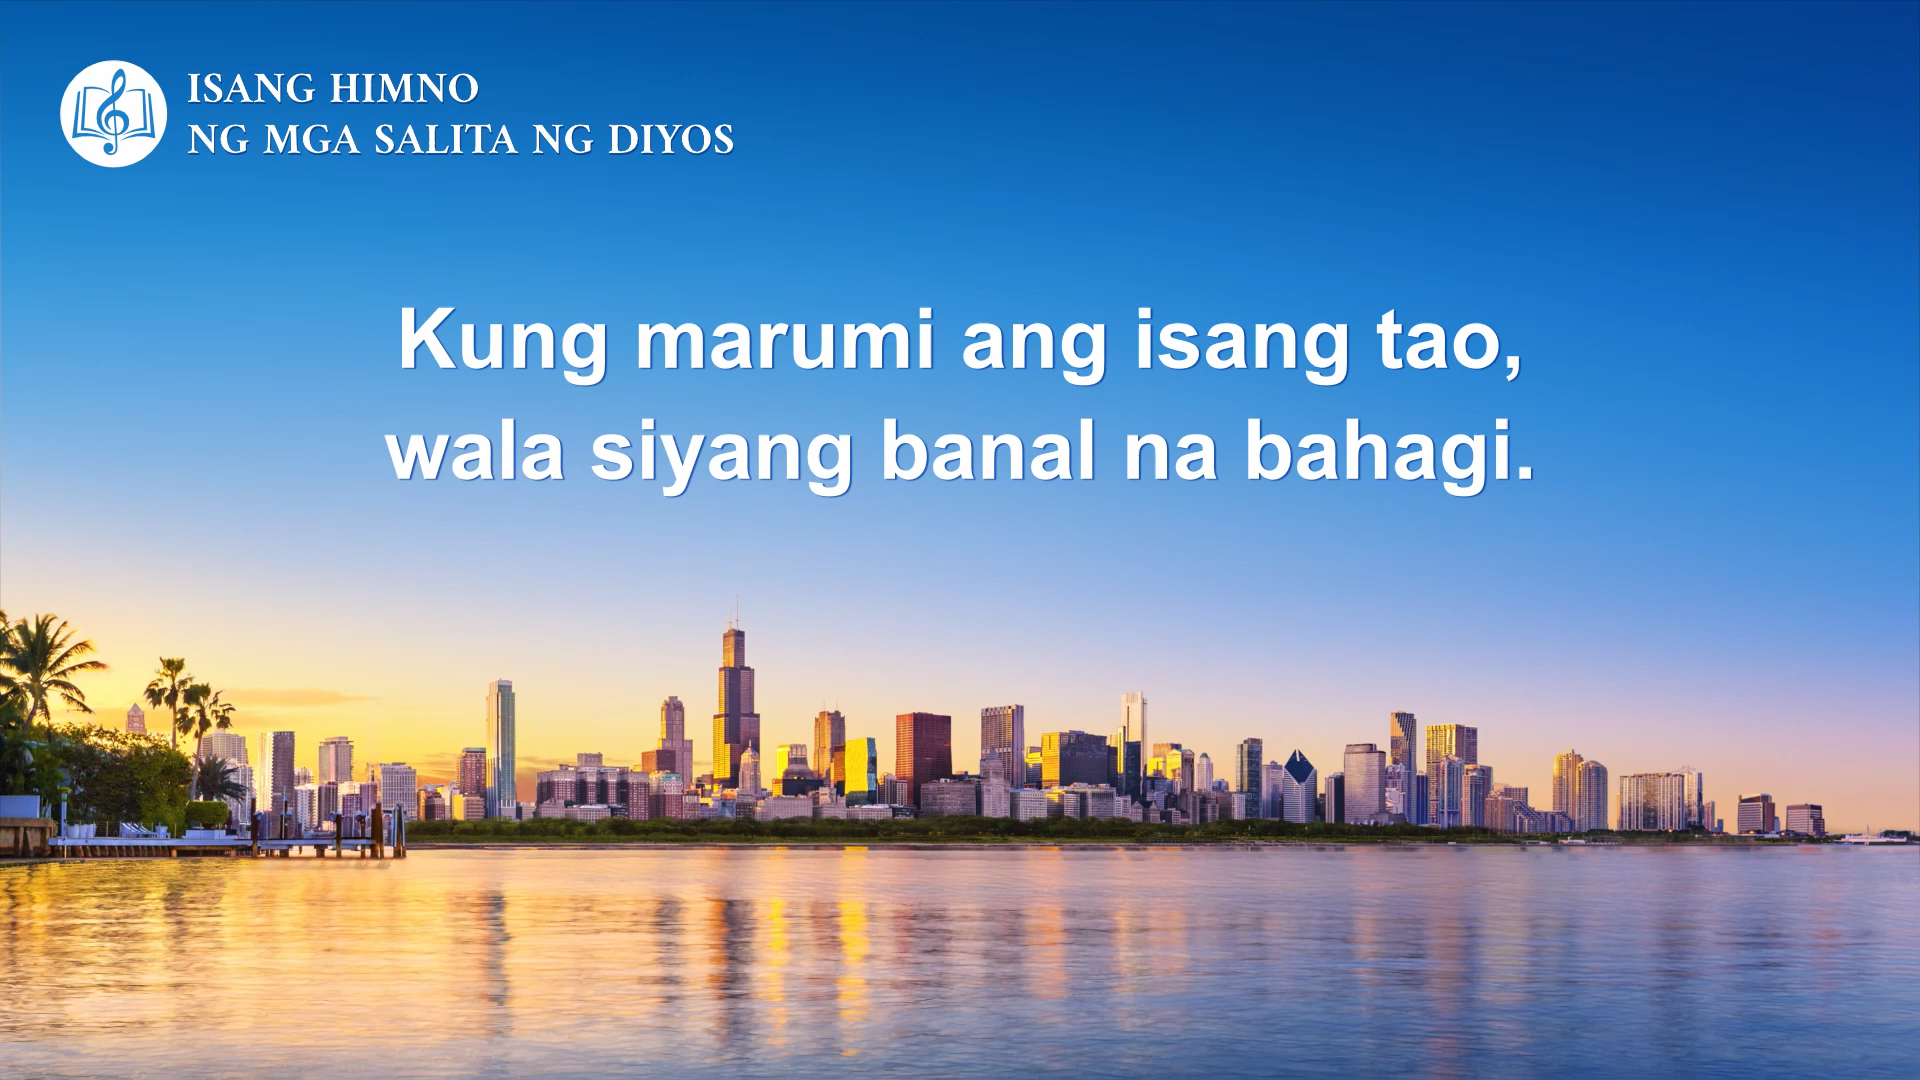 ISANG HIMNO
NG MGA SALITA NG DIYOS
Kung marumi ang isang tao,
wala siyang banal na bahagi.